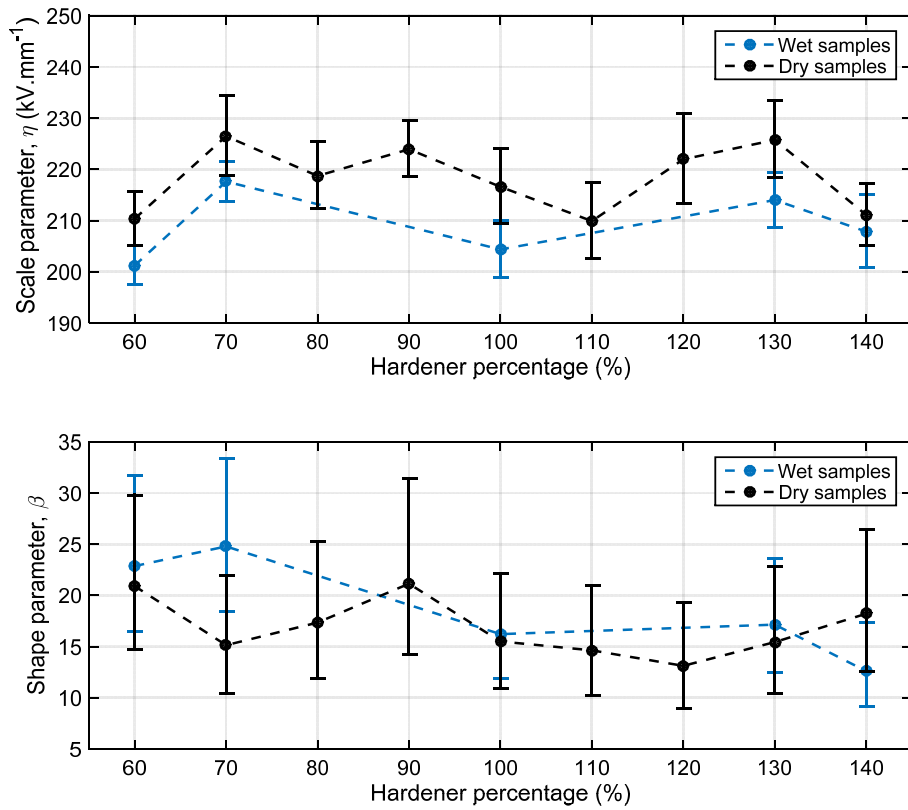 Scale parameter, η (kV.mm⁻¹)
260
250
240
230
220
210
200
190
Wet samples
Dry samples
60 70 80 90 100 110 120 130 140
Hardener percentage (%)
Shape parameter, β
35
30
25
20
15
10
5
Wet samples
Dry samples
60 70 80 90 100 110 120 130 140
Hardener percentage (%)